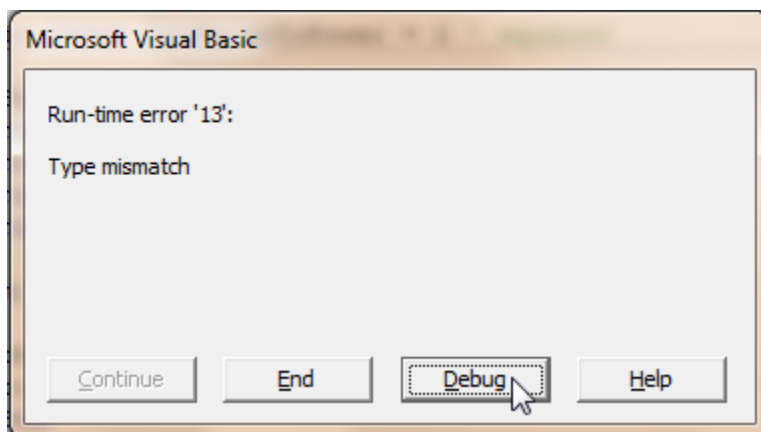 Microsoft Visual Basic
Run-time error '13':
Type mismatch
Continue
End
Debug
Help